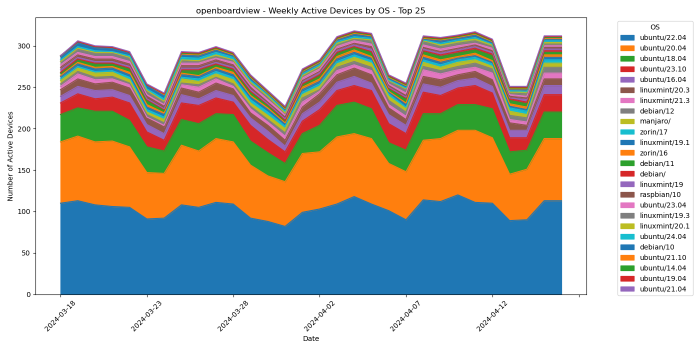 openboardview - Weekly Active Devices by OS - Top 25
Number of Active Devices
300
250
200
150
100
50
0
2024-03-18
2024-03-23
2024-03-28
2024-04-02
2024-04-07
2024-04-12
Date
OS
ubuntu/22.04
ubuntu/20.04
ubuntu/18.04
ubuntu/23.10
ubuntu/16.04
linuxmint/20.3
linuxmint/21.3
debian/12
manjaro/
zorin/17
linuxmint/19.1
zorin/16
debian/11
debian/
linuxmint/19
raspbian/10
ubuntu/23.04
linuxmint/19.3
linuxmint/20.1
ubuntu/24.04
debian/10
ubuntu/21.10
ubuntu/14.04
ubuntu/19.04
ubuntu/21.04